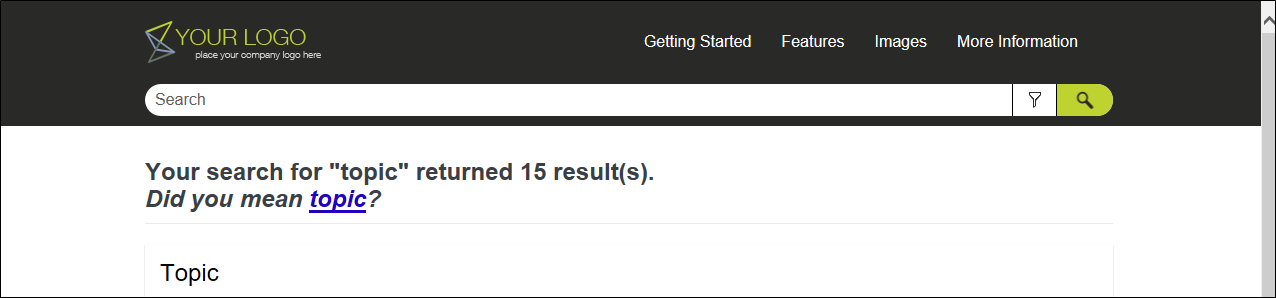 YOUR LOGO
place your company logo here
Getting Started Features Images More Information
Search
Your search for "topic" returned 15 result(s).
Did you mean topic?
Topic